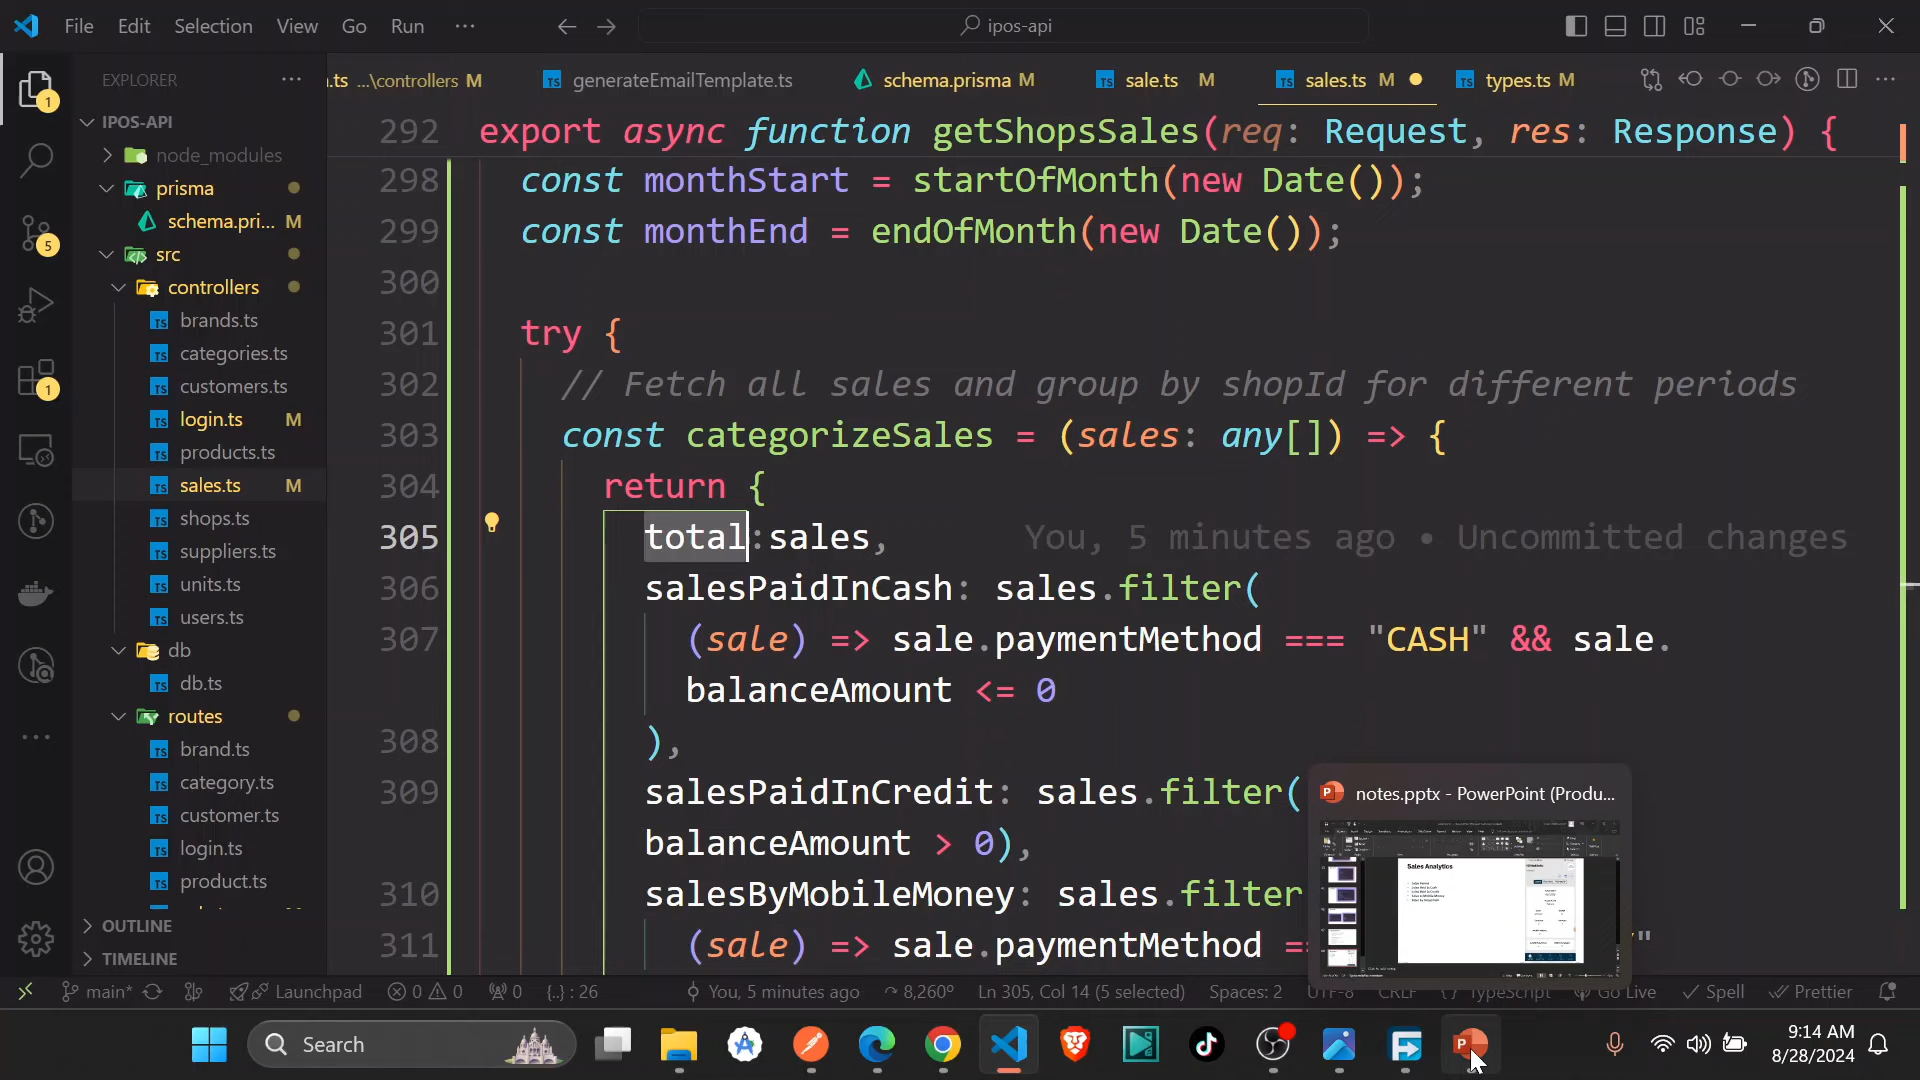 File Edit Selection View Go Run ... ipos-api
EXPLORER ...
.ts ...\controllers M generateEmailTemplate.ts schema.prisma M sale.ts M sales.ts M types.ts M ...
IPOS-API
node_modules
prisma
schema.pri... M
src
controllers
brands.ts
categories.ts
customers.ts
login.ts M
products.ts
sales.ts M
shops.ts
suppliers.ts
units.ts
users.ts
db
db.ts
routes
brand.ts
category.ts
customer.ts
login.ts
product.ts
OUTLINE
TIMELINE
1
5
1
292 export async function getShopsSales(req: Request, res: Response) {
298 const monthStart = startOfMonth(new Date());
299 const monthEnd = endOfMonth(new Date());
300
301 try {
302 // Fetch all sales and group by shopId for different periods
303 const categorizeSales = (sales: any[]) => {
304 return {
305 total:sales, You, 5 minutes ago • Uncommitted changes
306 salesPaidInCash: sales.filter(
307 (sale) => sale.paymentMethod === "CASH" && sale.
balanceAmount <= 0
308 ),
309 salesPaidInCredit: sales.filter(
balanceAmount > 0),
310 salesByMobileMoney: sales.filter
311 (sale) => sale.paymentMethod ==
notes.pptx - PowerPoint (Produ...
Sales Analytics
main* Launchpad 0 0 0 {..} : 26 You, 5 minutes ago 8,260° Ln 305, Col 14 (5 selected) Spaces: 2 UTF-8 CRLF TypeScript Go Live Spell Prettier
Search
9:14 AM
8/28/2024